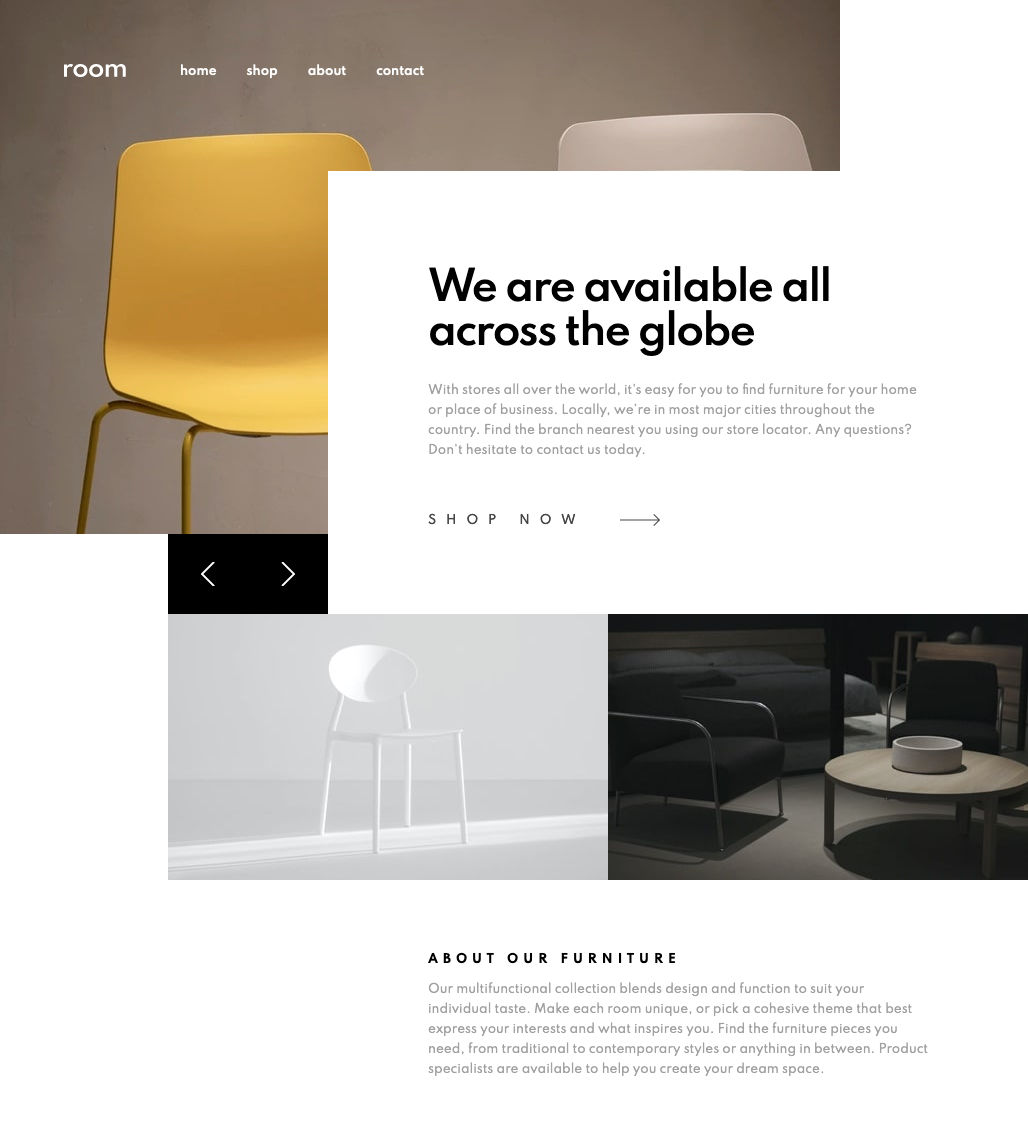 room
home shop about contact
We are available all
across the globe
With stores all over the world, it's easy for you to find furniture for your home
or place of business. Locally, we're in most major cities throughout the
country. Find the branch nearest you using our store locator. Any questions?
Don't hesitate to contact us today.
SHOP NOW
ABOUT OUR FURNITURE
Our multifunctional collection blends design and function to suit your
individual taste. Make each room unique, or pick a cohesive theme that best
express your interests and what inspires you. Find the furniture pieces you
need, from traditional to contemporary styles or anything in between. Product
specialists are available to help you create your dream space.